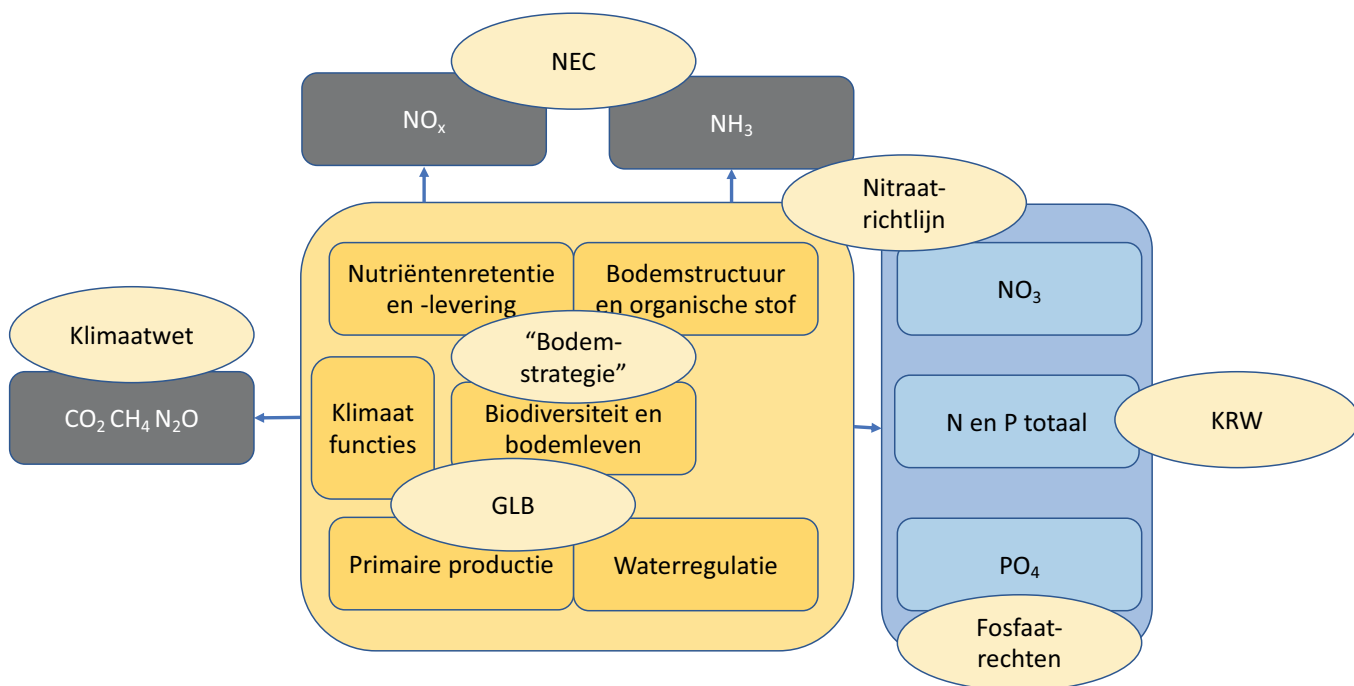 NEC
NOₓ
NH₃
Nitraat-
richtlijn
Nutriëntenretentie
en -levering
Bodemstructuur
en organische stof
NO₃
Klimaatwet
"Bodem-
strategie"
CO₂ CH₄ N₂O
Klimaat
functies
Biodiversiteit en
bodemleven
N en P totaal
KRW
GLB
Primaire productie
Waterregulatie
PO₄
Fosfaat-
rechten